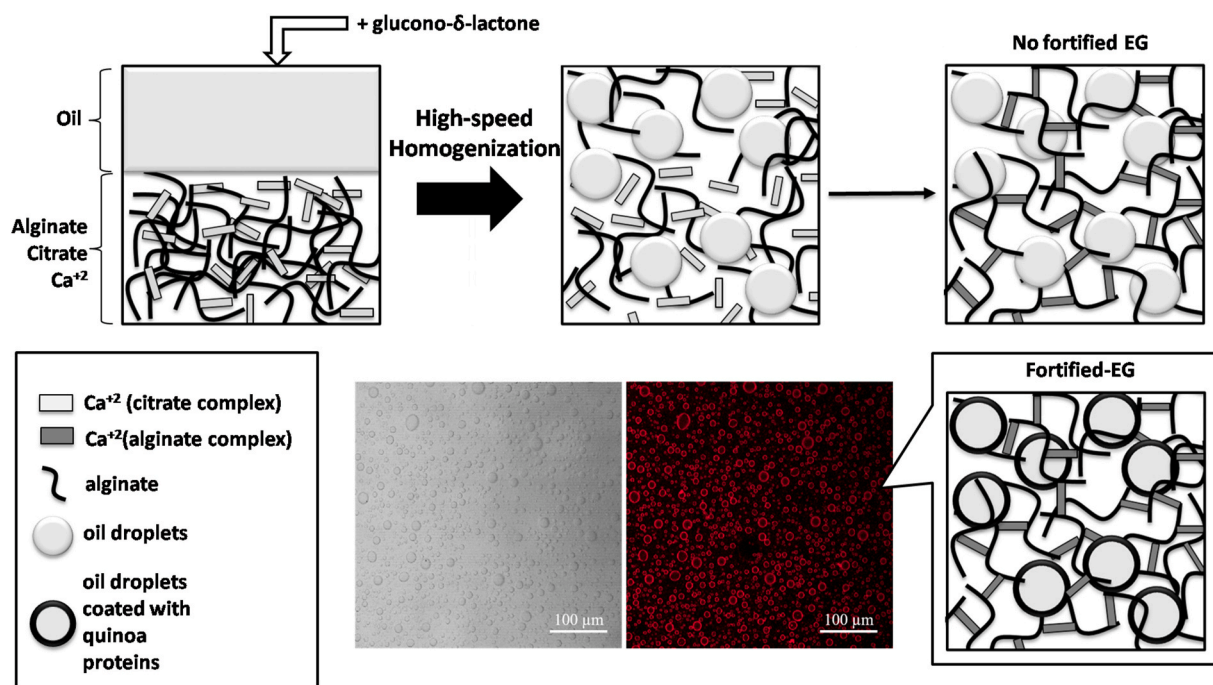 + glucono-δ-lactone
Oil
Alginate
Citrate
Ca⁺²
High-speed
Homogenization
No fortified EG
Ca⁺² (citrate complex)
Ca⁺²(alginate complex)
alginate
oil droplets
oil droplets
coated with
quinoa
proteins
100 µm
100 µm
Fortified-EG